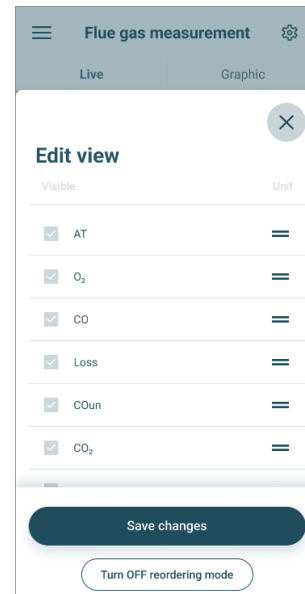 Flue gas measurement
Live Graphic
Edit view
Visible Unit
AT
O₂
CO
Loss
COun
CO₂
Save changes
Turn OFF reordering mode